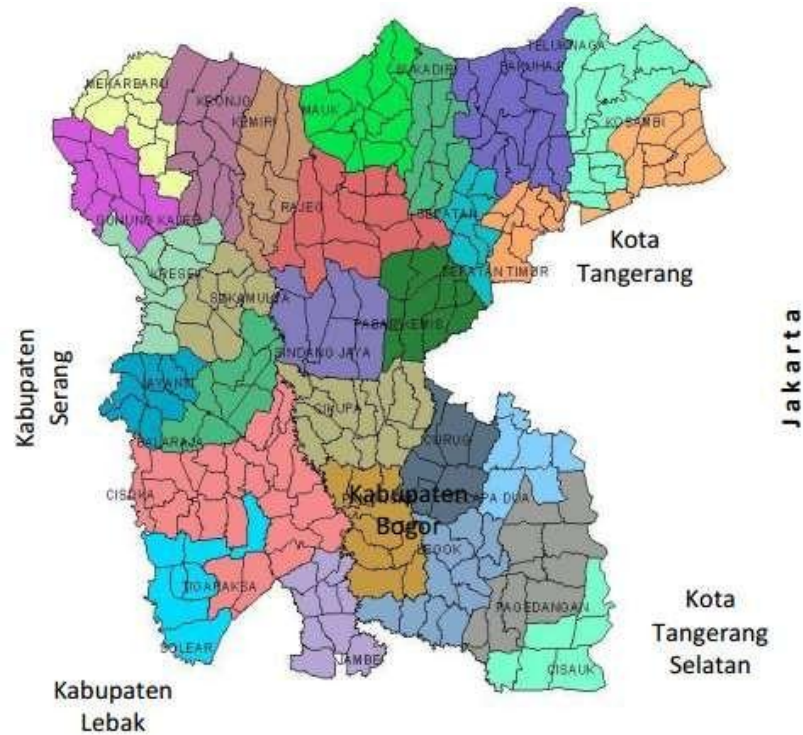 TELUKNAGA
MEKARBARU
SUKADIRI
PAKUHAJI
KRONJO
KEMIRI
MAUK
KOSAMBI
GUNUNG KALER
RAJEG
SEPATAN
Kota
Tangerang
KRESEK
SEPATAN TIMUR
SUKAMULYA
PASAR KEMIS
SINDANG JAYA
Kabupaten
Serang
Jakarta
JAYANTI
CIKUPA
BALARAJA
CURUG
CISOKA
Kabupaten
Bogor
APA DUA
LEGOK
TIGARAKSA
PAGEDANGAN
Kota
Tangerang
Selatan
SOLEAR
JAMBE
CISAUK
Kabupaten
Lebak